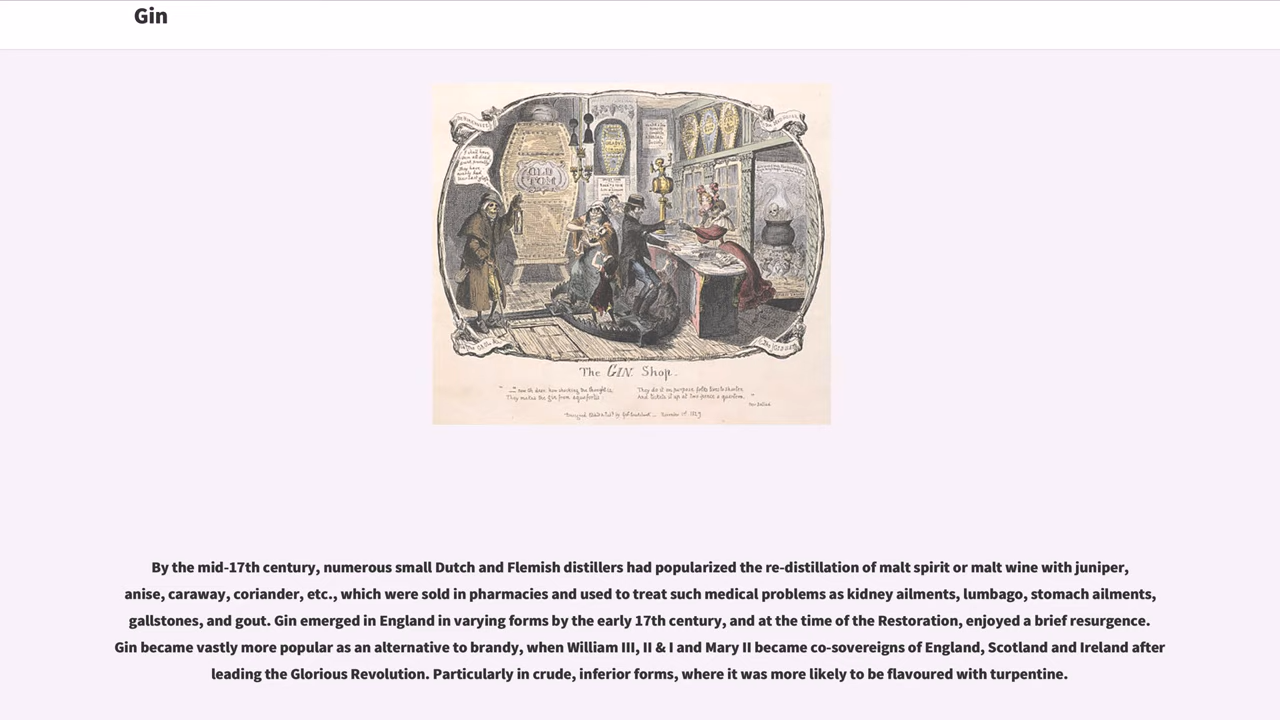 Gin
OLD
TOM
The GIN Shop.
By the mid-17th century, numerous small Dutch and Flemish distillers had popularized the re-distillation of malt spirit or malt wine with juniper,
anise, caraway, coriander, etc., which were sold in pharmacies and used to treat such medical problems as kidney ailments, lumbago, stomach ailments,
gallstones, and gout. Gin emerged in England in varying forms by the early 17th century, and at the time of the Restoration, enjoyed a brief resurgence.
Gin became vastly more popular as an alternative to brandy, when William III, II & I and Mary II became co-sovereigns of England, Scotland and Ireland after
leading the Glorious Revolution. Particularly in crude, inferior forms, where it was more likely to be flavoured with turpentine.